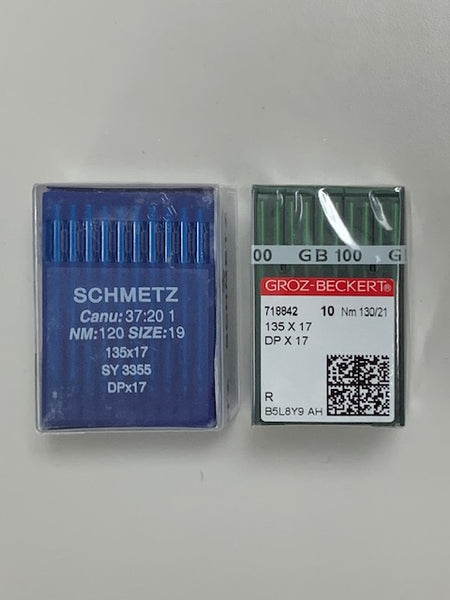 SCHMETZ
Canu: 37:20 1
NM:120 SIZE:19
135x17
SY 3355
DPx17
00 GB 100 G
GROZ-BECKERT®
718842 10 Nm 130/21
135 X 17
DP X 17
R
B5L8Y9 AH